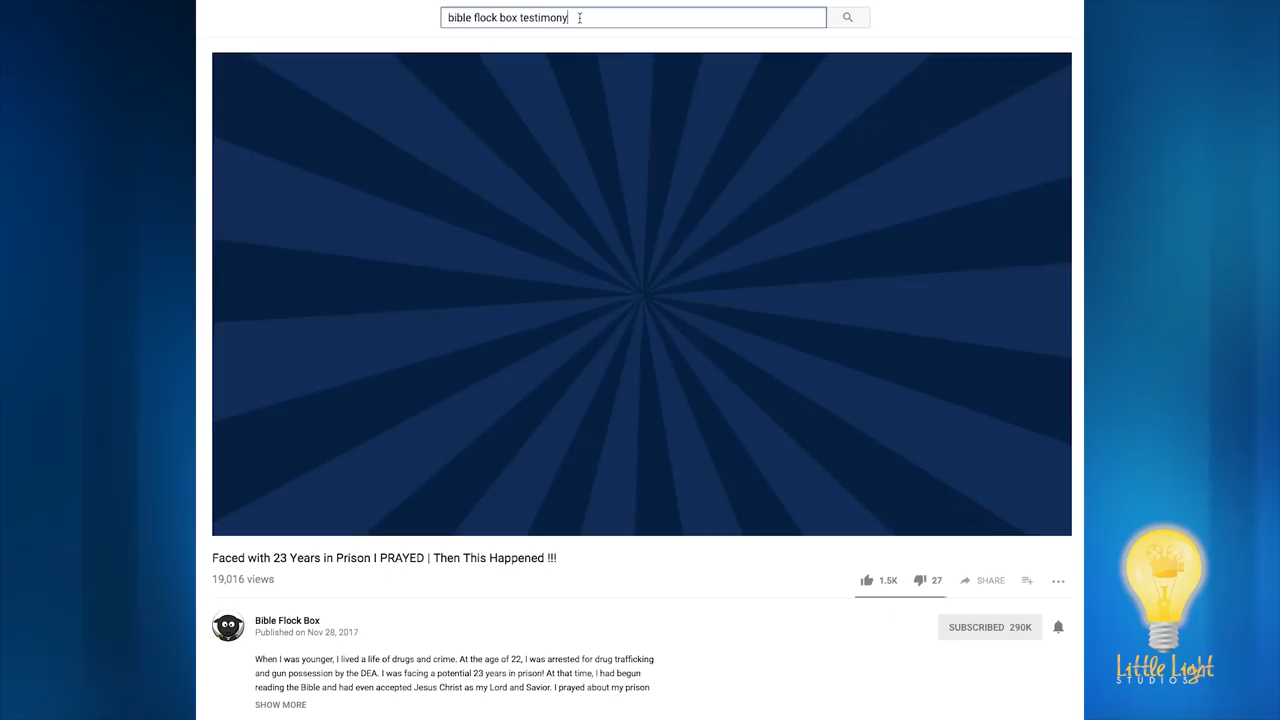 bible flock box testimony
Faced with 23 Years in Prison I PRAYED | Then This Happened !!!
19,016 views
1.5K
27
SHARE
Bible Flock Box
Published on Nov 28, 2017
SUBSCRIBED 290K
When I was younger, I lived a life of drugs and crime. At the age of 22, I was arrested for drug trafficking
and gun possession by the DEA. I was facing a potential 23 years in prison! At that time, I had begun
reading the Bible and had even accepted Jesus Christ as my Lord and Savior. I prayed about my prison
SHOW MORE
Little Light
STUDIOS